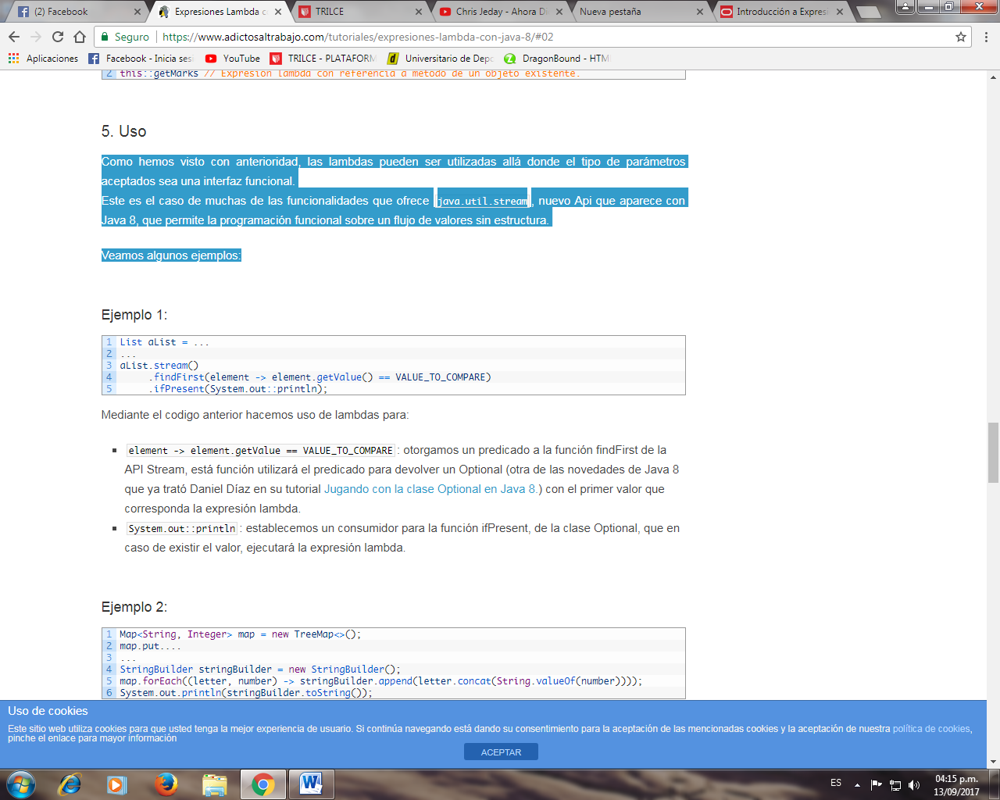 (2) Facebook
Expresiones Lambda c
TRILCE
Chris Jeday - Ahora Di
Nueva pestaña
Introducción a Expresi
Seguro
https://www.adictosaltrabajo.com/tutoriales/expresiones-lambda-con-java-8/#02
Aplicaciones
Facebook - Inicia ses
YouTube
TRILCE - PLATAFORM
Universitario de Depo
DragonBound - HTM
2 this::getMarks // Expresión lambda con referencia a método de un objeto existente.
5. Uso
Como hemos visto con anterioridad, las lambdas pueden ser utilizadas allá donde el tipo de parámetros
aceptados sea una interfaz funcional.
Este es el caso de muchas de las funcionalidades que ofrece java.util.stream, nuevo Api que aparece con
Java 8, que permite la programación funcional sobre un flujo de valores sin estructura.
Veamos algunos ejemplos:
Ejemplo 1:
1 List aList = ...
2 ...
3 aList.stream()
4 .findFirst(element -> element.getValue() == VALUE_TO_COMPARE)
5 .ifPresent(System.out::println);
Mediante el codigo anterior hacemos uso de lambdas para:
element -> element.getValue == VALUE_TO_COMPARE: otorgamos un predicado a la función findFirst de la
API Stream, está función utilizará el predicado para devolver un Optional (otra de las novedades de Java 8
que ya trató Daniel Díaz en su tutorial Jugando con la clase Optional en Java 8.) con el primer valor que
corresponda la expresión lambda.
System.out::println: establecemos un consumidor para la función ifPresent, de la clase Optional, que en
caso de existir el valor, ejecutará la expresión lambda.
Ejemplo 2:
1 Map<String, Integer> map = new TreeMap<>();
2 map.put....
3 ...
4 StringBuilder stringBuilder = new StringBuilder();
5 map.forEach((letter, number) -> stringBuilder.append(letter.concat(String.valueOf(number))));
6 System.out.println(stringBuilder.toString());
Uso de cookies
Este sitio web utiliza cookies para que usted tenga la mejor experiencia de usuario. Si continúa navegando está dando su consentimiento para la aceptación de las mencionadas cookies y la aceptación de nuestra política de cookies,
pinche el enlace para mayor información
ACEPTAR
ES
04:15 p.m.
13/09/2017